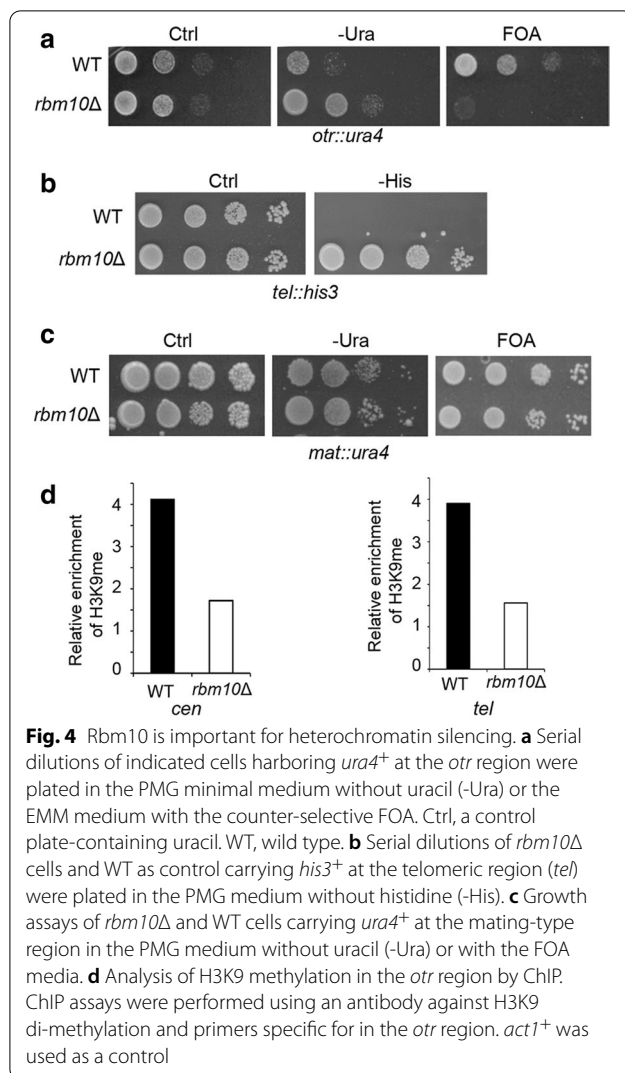 a
Ctrl -Ura FOA
WT
rbm10Δ
otr::ura4
b
Ctrl -His
WT
rbm10Δ
tel::his3
c
Ctrl -Ura FOA
WT
rbm10Δ
mat::ura4
d
Relative enrichment
of H3K9me
4
3
2
1
0
WT rbm10Δ
cen
Relative enrichment
of H3K9me
4
3
2
1
0
WT rbm10Δ
tel
Fig. 4 Rbm10 is important for heterochromatin silencing. a Serial
dilutions of indicated cells harboring ura4+ at the otr region were
plated in the PMG minimal medium without uracil (-Ura) or the
EMM medium with the counter-selective FOA. Ctrl, a control
plate-containing uracil. WT, wild type. b Serial dilutions of rbm10Δ
cells and WT as control carrying his3+ at the telomeric region (tel)
were plated in the PMG medium without histidine (-His). c Growth
assays of rbm10Δ and WT cells carrying ura4+ at the mating-type
region in the PMG medium without uracil (-Ura) or with the FOA
media. d Analysis of H3K9 methylation in the otr region by ChIP.
ChIP assays were performed using an antibody against H3K9
di-methylation and primers specific for in the otr region. act1+ was
used as a control